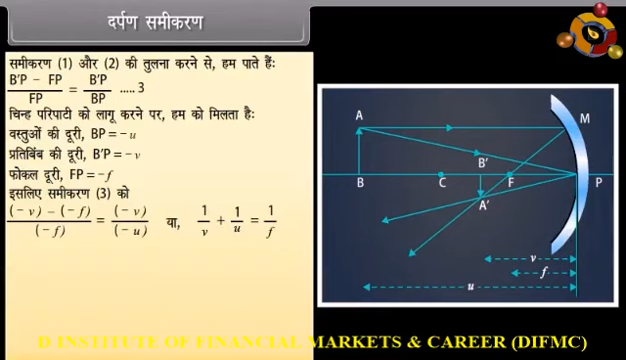 दर्पण समीकरण
समीकरण (1) और (2) की तुलना करने से, हम पाते हैंः
B'P − FP / FP = B'P / BP ..... 3
चिन्ह परिपाटी को लागू करने पर, हम को मिलता हैः
वस्तुओं की दूरी, BP = −u
प्रतिबिंब की दूरी, B'P = −v
फोकल दूरी, FP = −f
इसलिए समीकरण (3) को
(− v) − (− f) / (− f) = (− v) / (− u) या, 1/v + 1/u = 1/f
A
M
B'
B
C
F
P
A'
v
f
u
D INSTITUTE OF FINANCIAL MARKETS & CAREER (DIFMC)